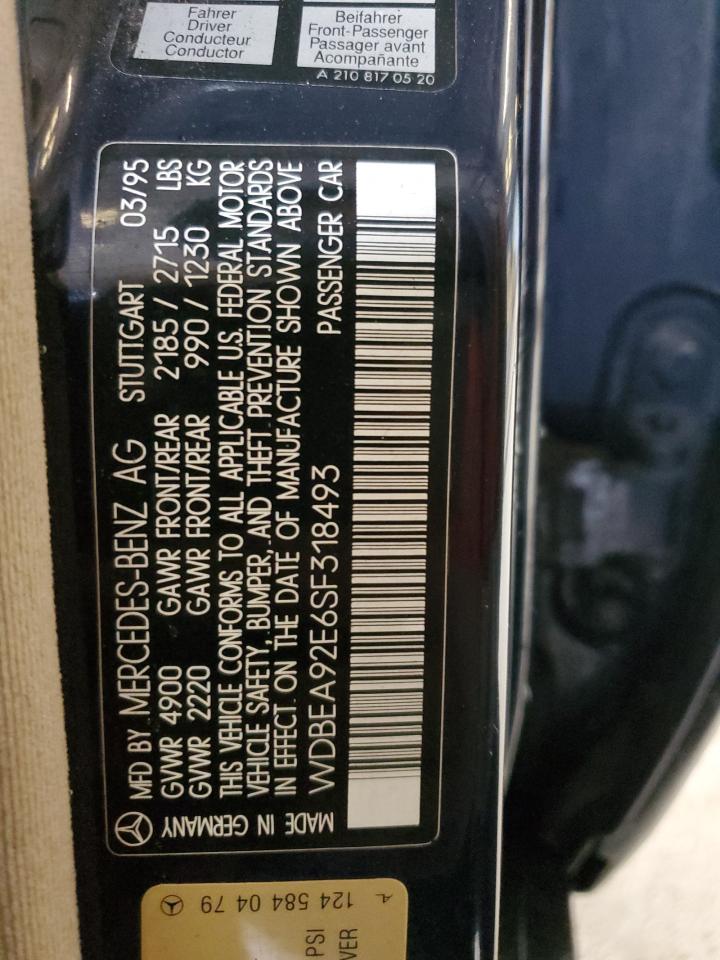 Fahrer
Driver
Conducteur
Conductor
Beifahrer
Front-Passenger
Passager avant
Acompañante
A 210 817 05 20
MFD BY MERCEDES-BENZ AG STUTTGART 03/95
GVWR 4900 GAWR FRONT/REAR 2185 / 2715 LBS
GVWR 2220 GAWR FRONT/REAR 990 / 1230 KG
THIS VEHICLE CONFORMS TO ALL APPLICABLE U.S. FEDERAL MOTOR
VEHICLE SAFETY, BUMPER, AND THEFT PREVENTION STANDARDS
IN EFFECT ON THE DATE OF MANUFACTURE SHOWN ABOVE
WDBEA92E6SF318493 PASSENGER CAR
MADE IN GERMANY
124 584 04 79
PSI
VER